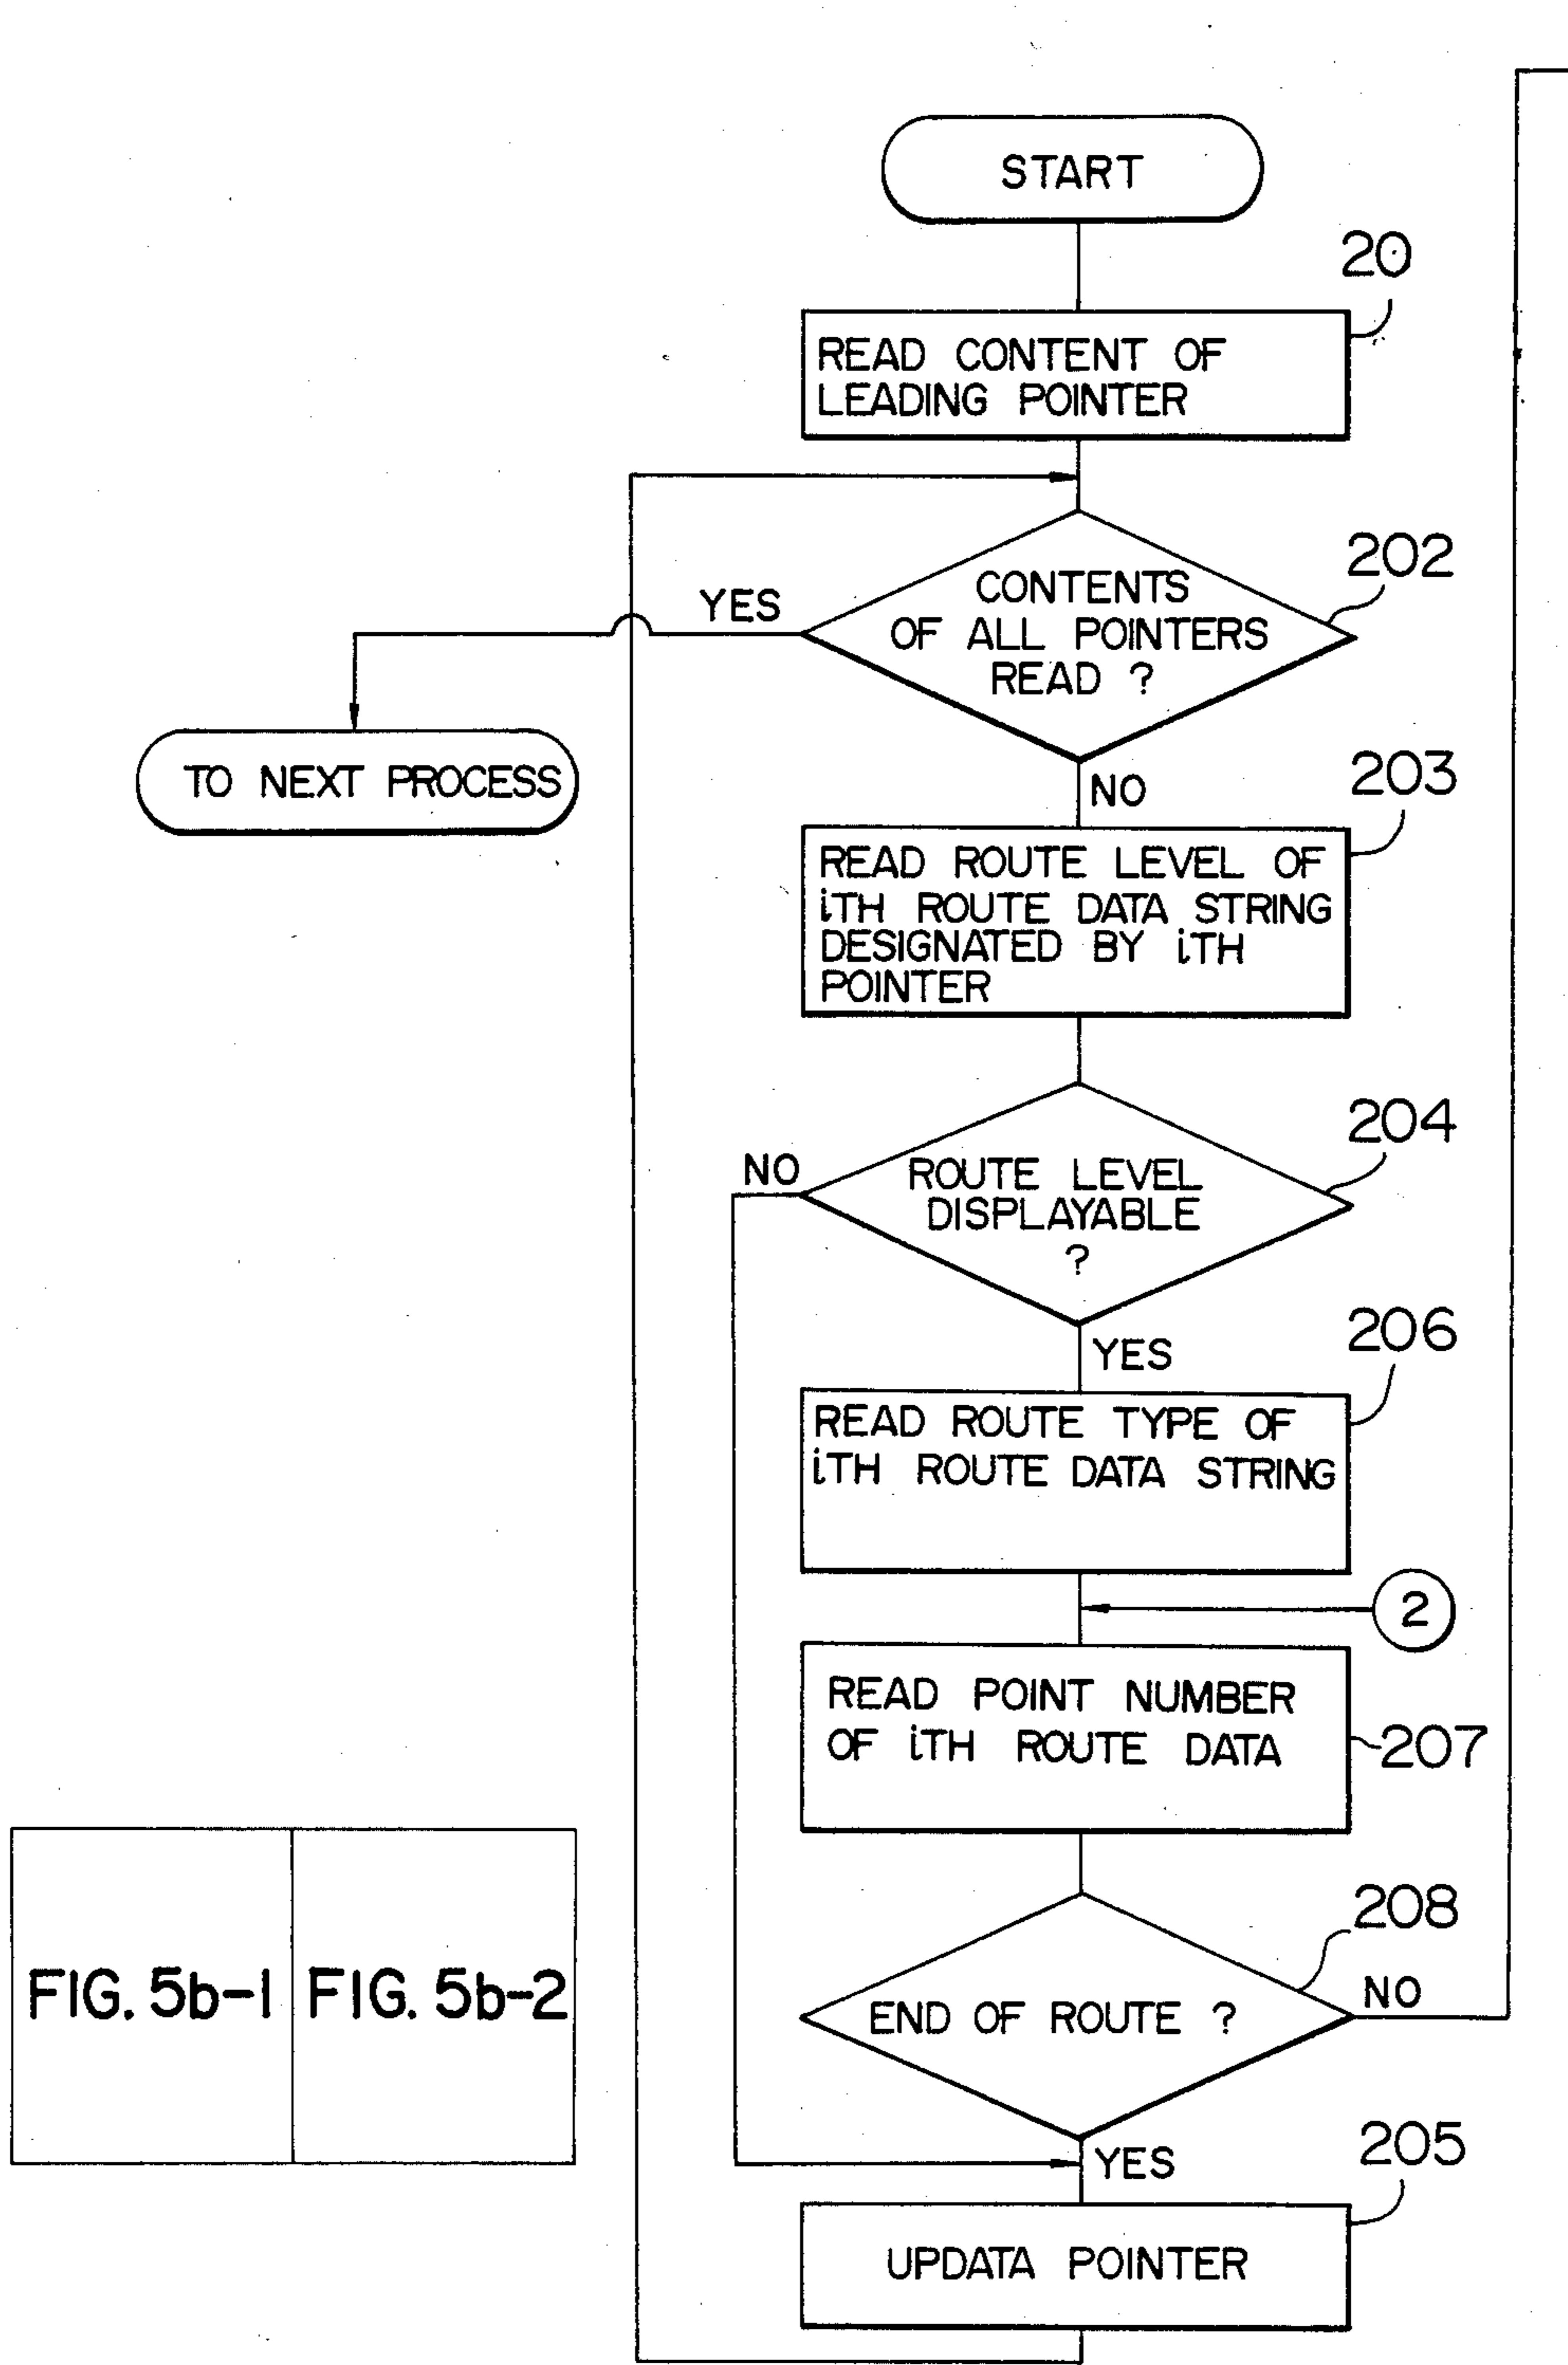 START
20
READ CONTENT OF
LEADING POINTER
202
CONTENTS
OF ALL POINTERS
READ ?
YES
TO NEXT PROCESS
NO
203
READ ROUTE LEVEL OF
iTH ROUTE DATA STRING
DESIGNATED BY iTH
POINTER
204
NO
ROUTE LEVEL
DISPLAYABLE
?
YES
206
READ ROUTE TYPE OF
iTH ROUTE DATA STRING
2
READ POINT NUMBER
OF iTH ROUTE DATA
207
208
END OF ROUTE ?
NO
YES
205
UPDATA POINTER
FIG. 5b-1
FIG. 5b-2